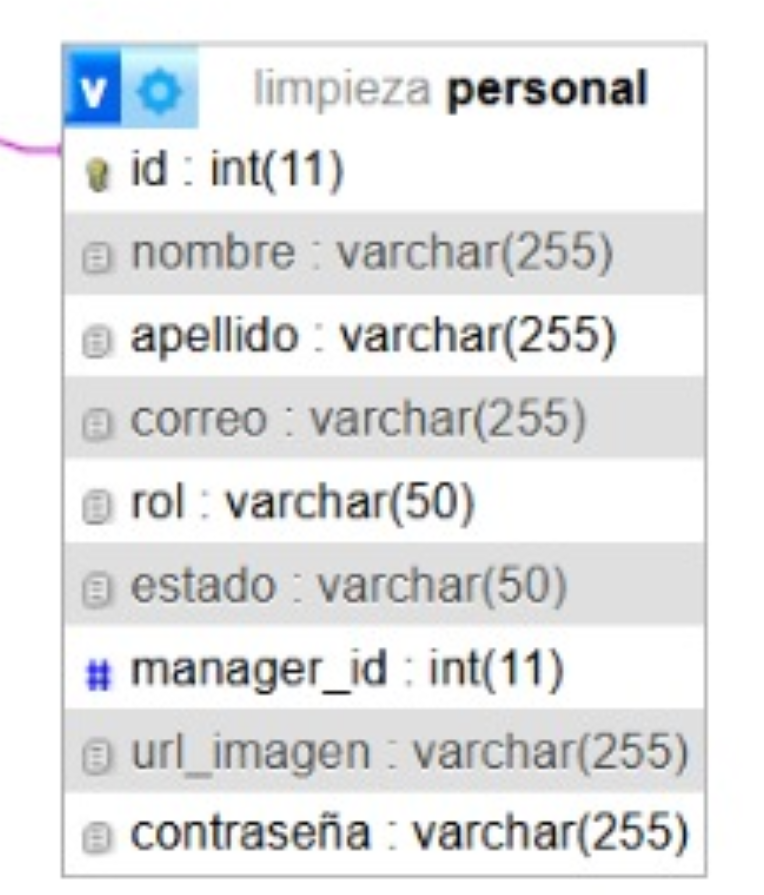 v limpieza personal
id : int(11)
nombre : varchar(255)
apellido : varchar(255)
correo : varchar(255)
rol : varchar(50)
estado : varchar(50)
# manager_id : int(11)
url_imagen : varchar(255)
contraseña : varchar(255)